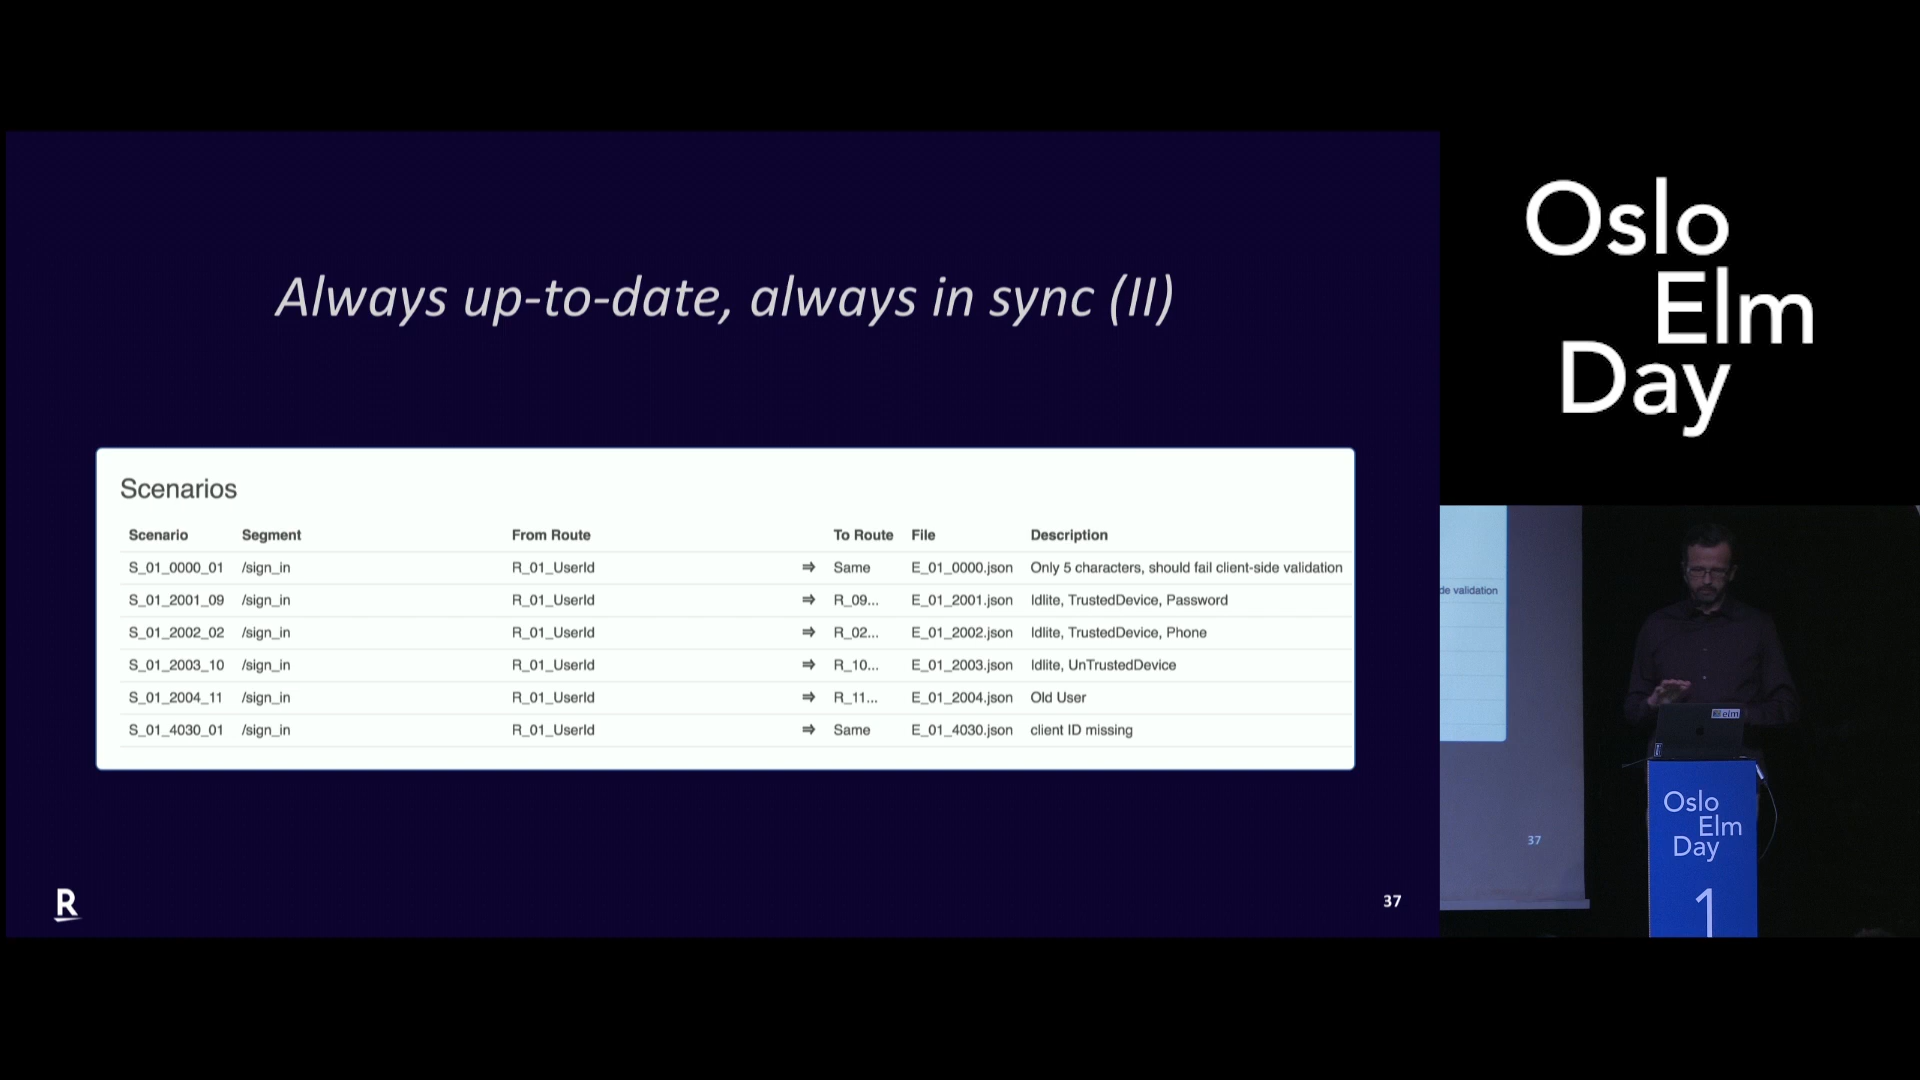 Always up-to-date, always in sync (II)
Scenarios
Scenario Segment From Route To Route File Description
S_01_0000_01 /sign_in R_01_UserId ⇒ Same E_01_0000.json Only 5 characters, should fail client-side validation
S_01_2001_09 /sign_in R_01_UserId ⇒ R_09... E_01_2001.json Idlite, TrustedDevice, Password
S_01_2002_02 /sign_in R_01_UserId ⇒ R_02... E_01_2002.json Idlite, TrustedDevice, Phone
S_01_2003_10 /sign_in R_01_UserId ⇒ R_10... E_01_2003.json Idlite, UnTrustedDevice
S_01_2004_11 /sign_in R_01_UserId ⇒ R_11... E_01_2004.json Old User
S_01_4030_01 /sign_in R_01_UserId ⇒ Same E_01_4030.json client ID missing
R
37
Oslo
Elm
Day
de validation
37
elm
Oslo
Elm
Day
1